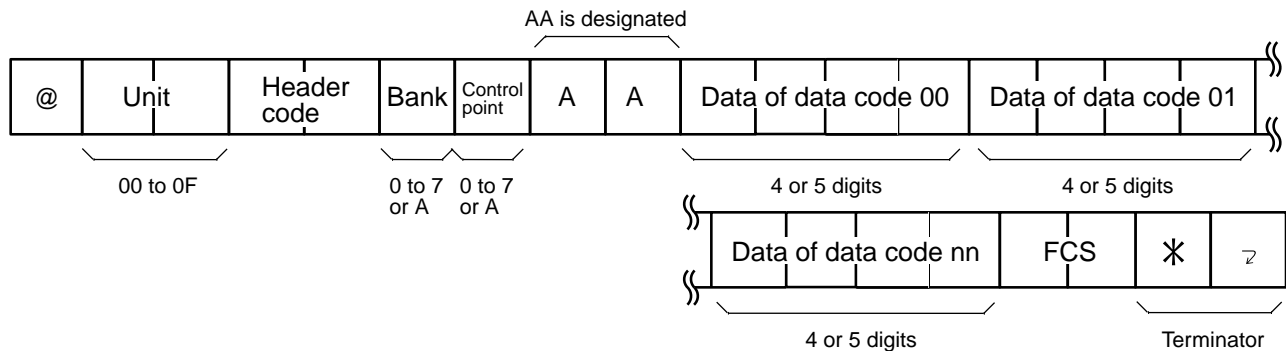 AA is designated
@ Unit Header code Bank Control point A A Data of data code 00 Data of data code 01
00 to 0F 0 to 7 or A 0 to 7 or A 4 or 5 digits 4 or 5 digits
Data of data code nn FCS * ↵
4 or 5 digits Terminator